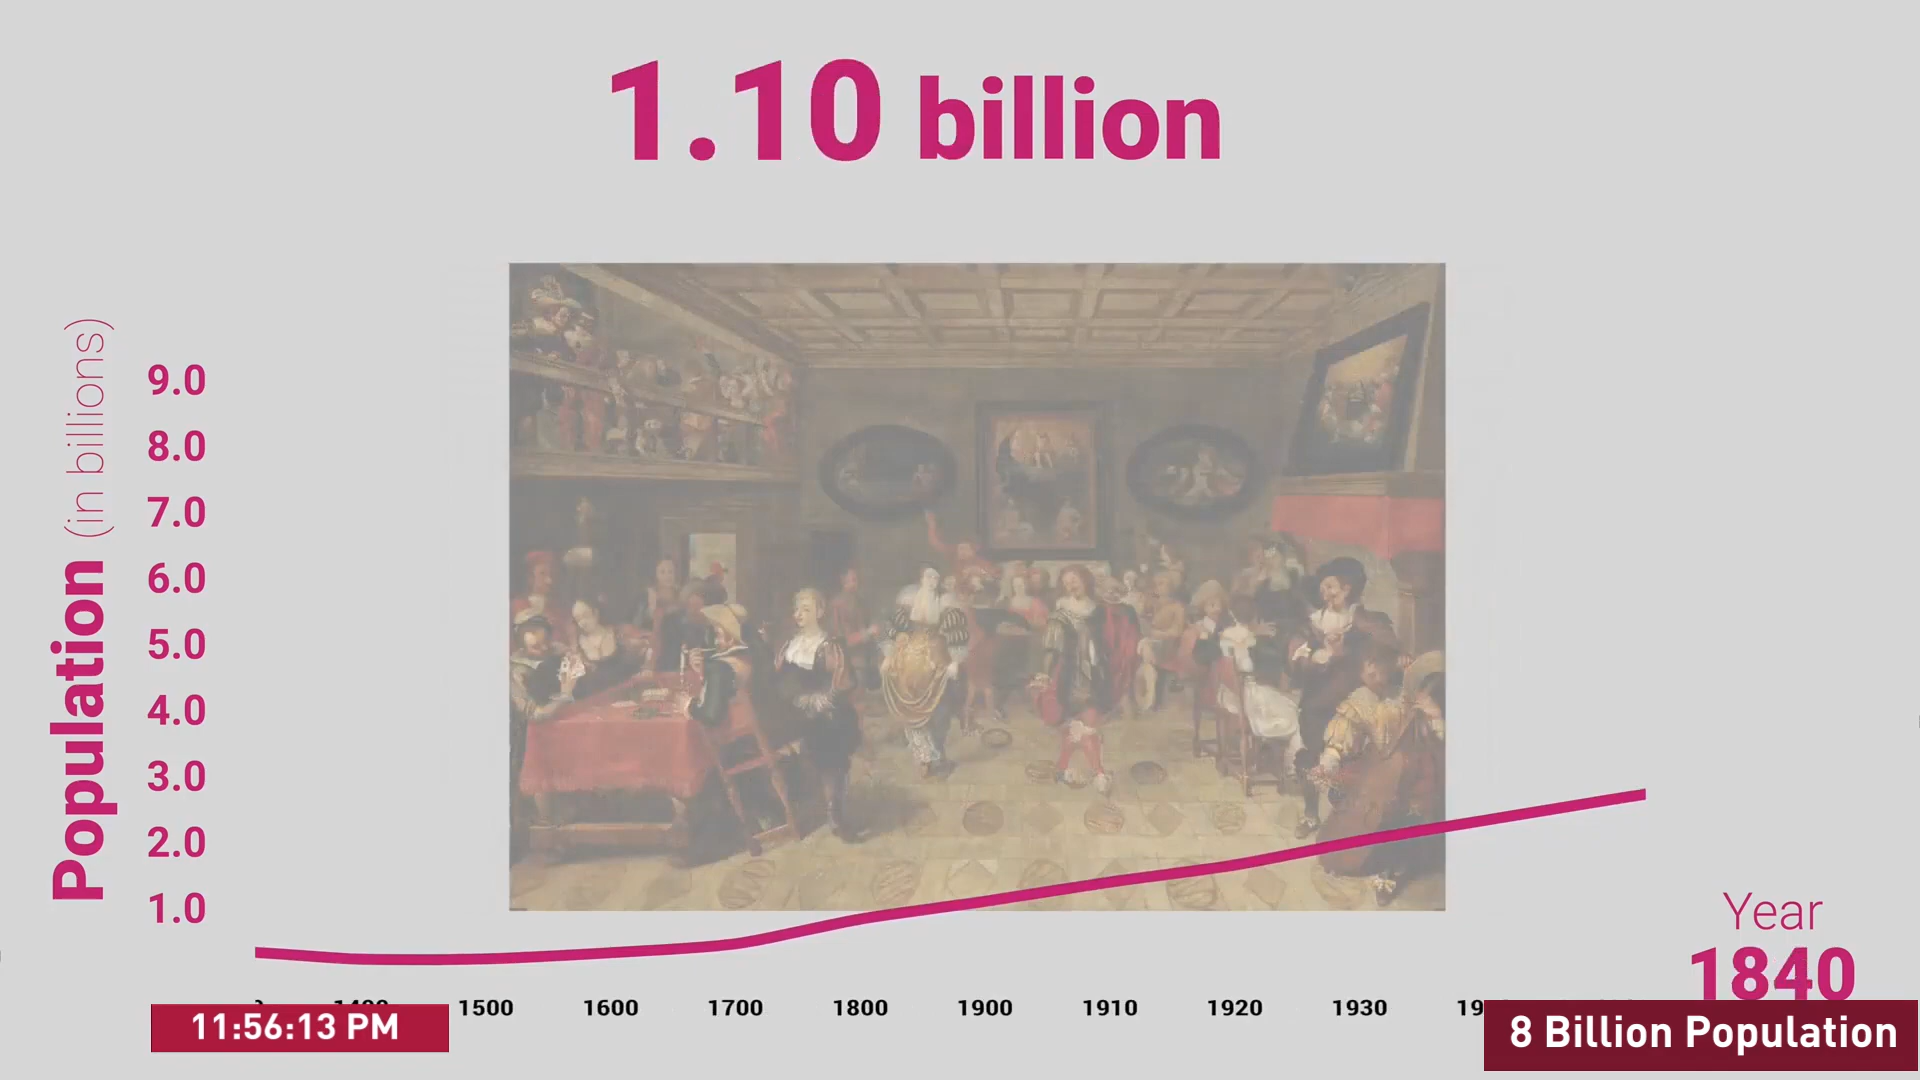 1.10 billion
Population (in billions)
9.0
8.0
7.0
6.0
5.0
4.0
3.0
2.0
1.0
Year
1840
1500 1600 1700 1800 1900 1910 1920 1930
11:56:13 PM
8 Billion Population